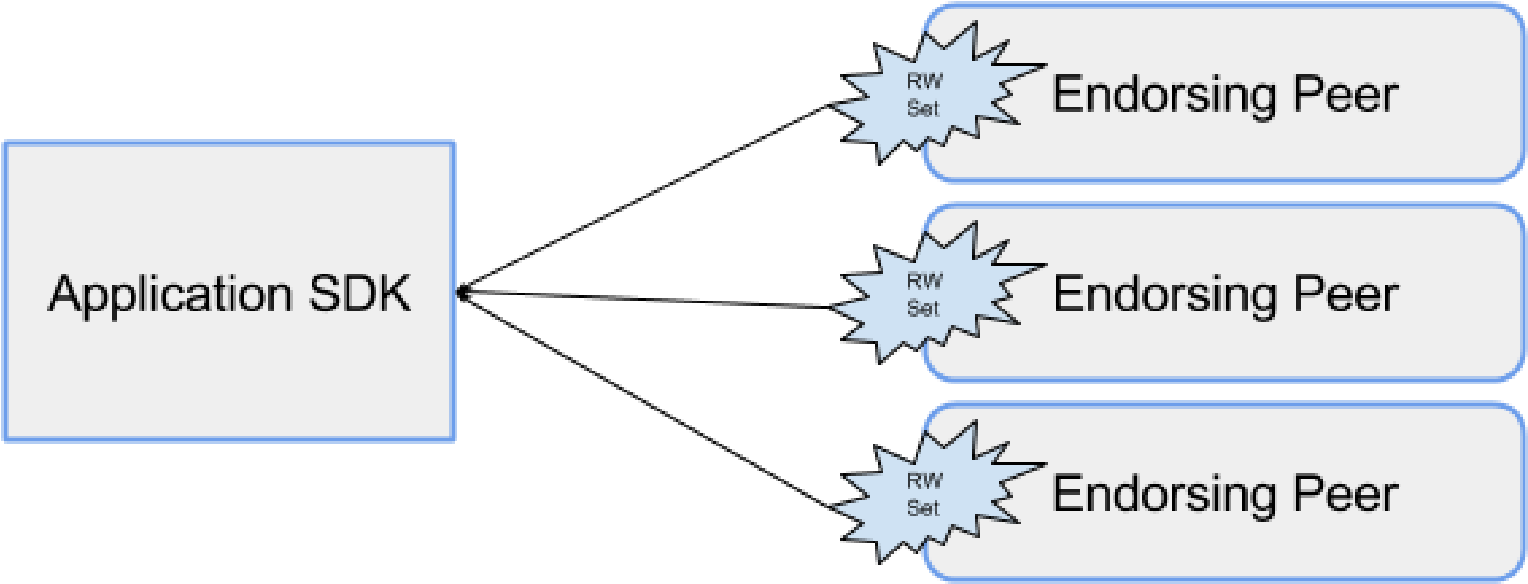 Application SDK
RW
Set
Endorsing Peer
RW
Set
Endorsing Peer
RW
Set
Endorsing Peer